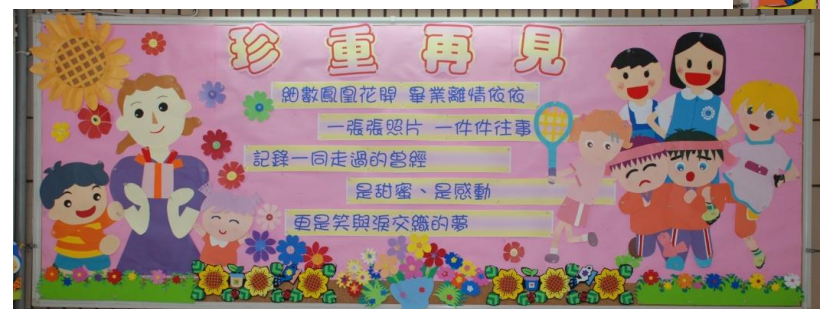 珍重再見
細數鳳凰花開 畢業離情依依
一張張照片 一件件往事
記錄一同走過的曾經
是甜蜜、是感動
更是笑與淚交織的夢